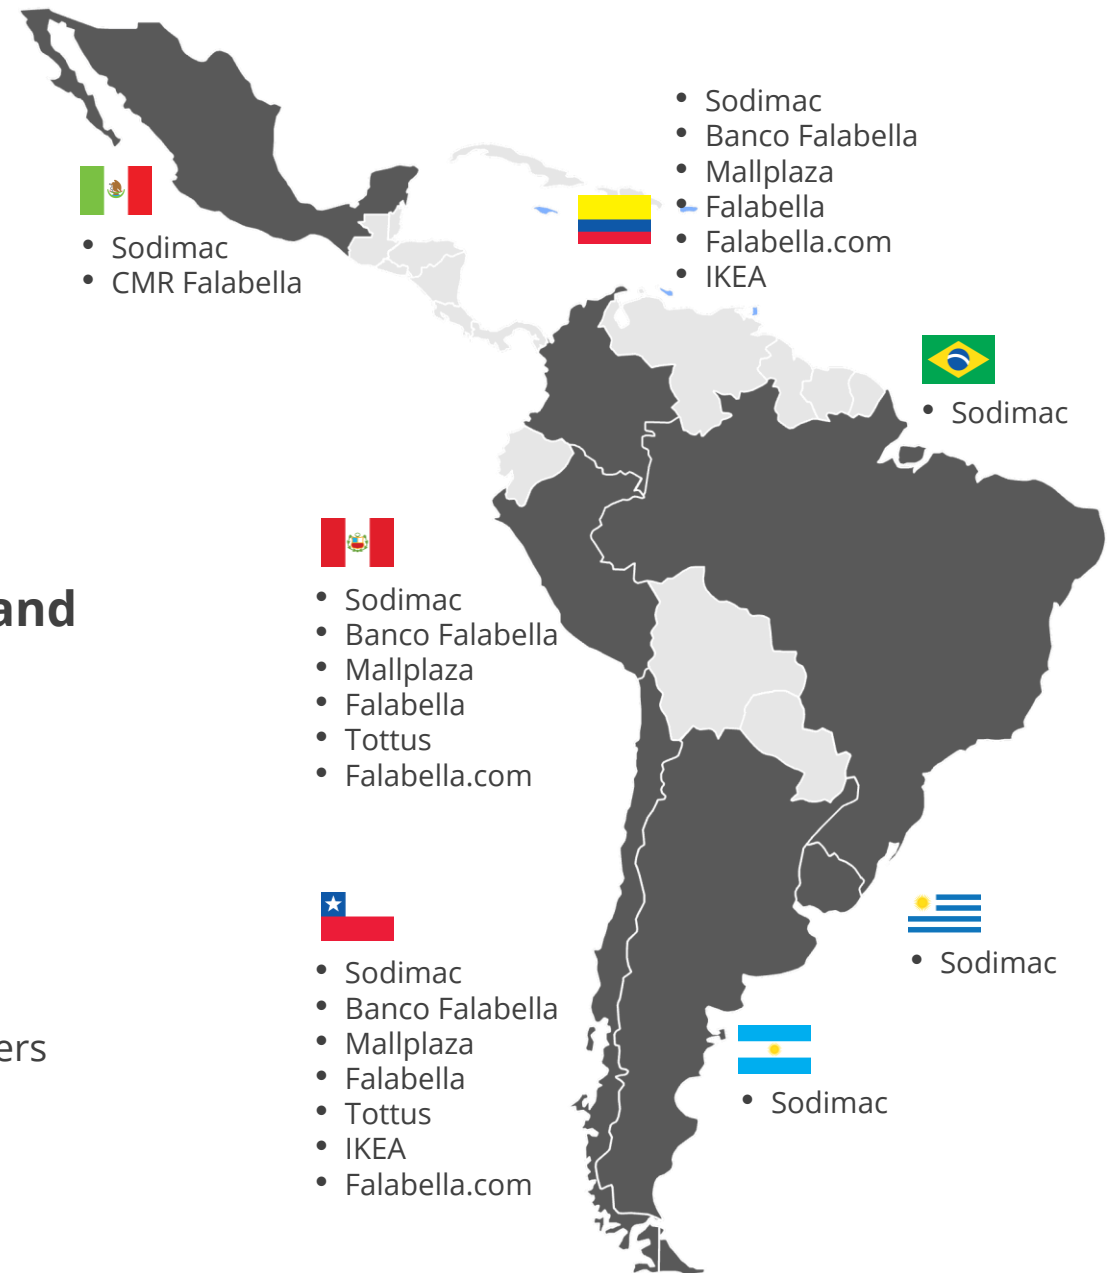 Sodimac
Banco Falabella
Mallplaza
Falabella
Falabella.com
IKEA
Sodimac
CMR Falabella
Sodimac
and
Sodimac
Banco Falabella
Mallplaza
Falabella
Tottus
Falabella.com
Sodimac
Banco Falabella
Mallplaza
Falabella
Tottus
IKEA
Falabella.com
Sodimac
ers
Sodimac